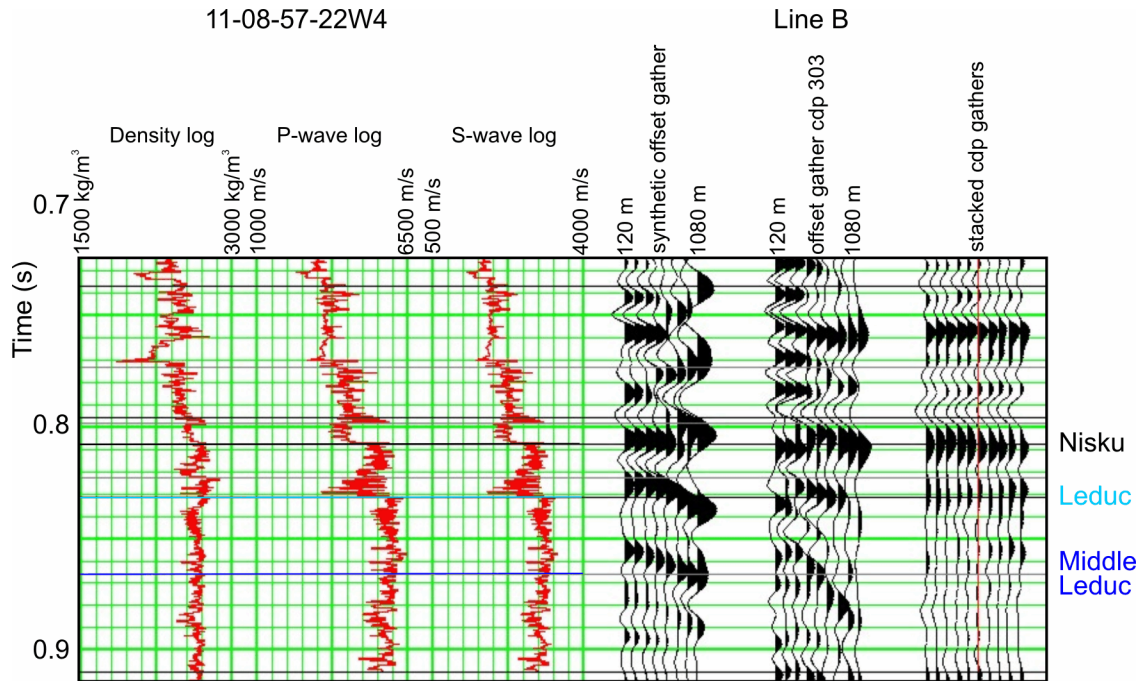 11-08-57-22W4
Line B
Density log
P-wave log
S-wave log
1500 kg/m³
3000 kg/m³
1000 m/s
6500 m/s
500 m/s
4000 m/s
120 m
synthetic offset gather
1080 m
120 m
offset gather cdp 303
1080 m
stacked cdp gathers
0.7
Time (s)
0.8
Nisku
Leduc
Middle
Leduc
0.9